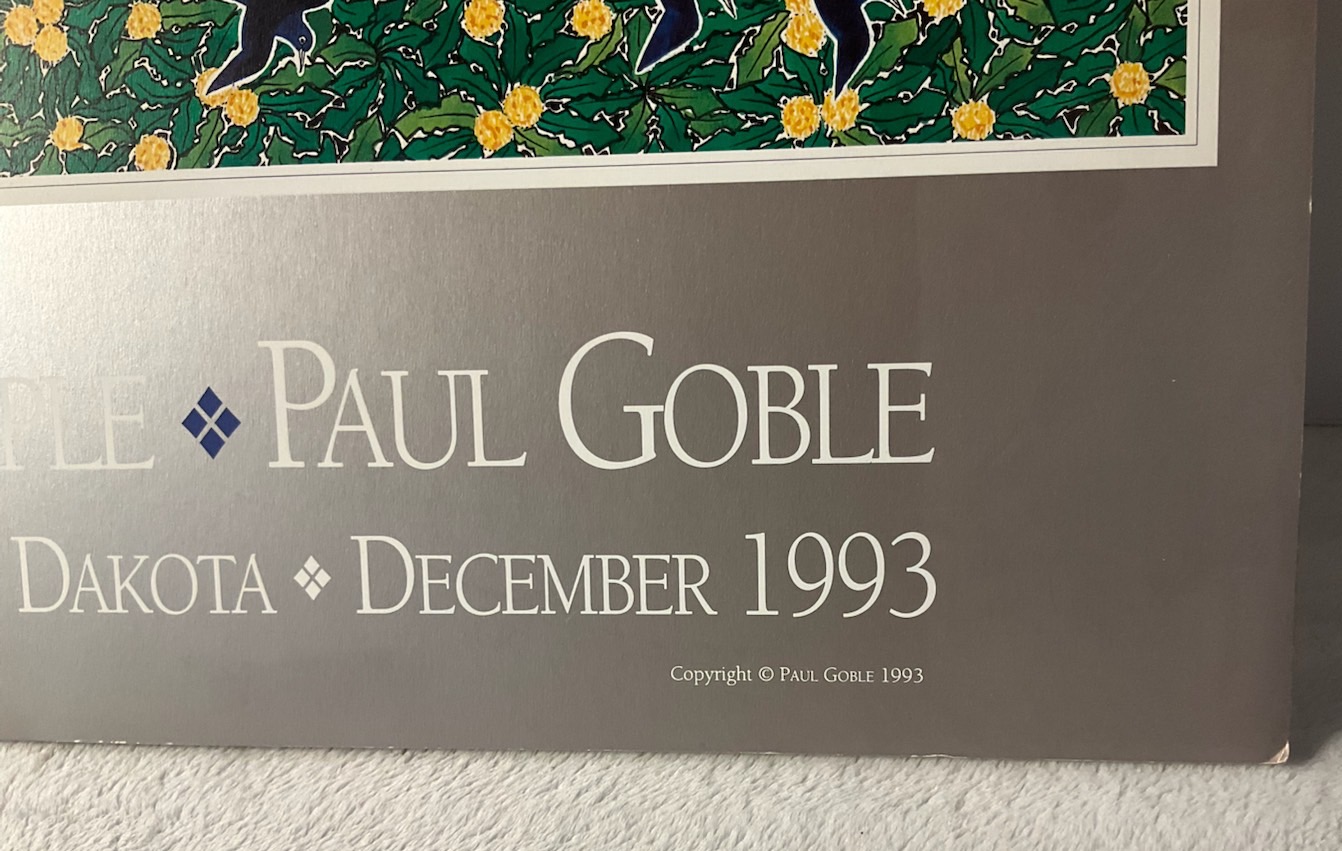 PAUL GOBLE
DAKOTA ❖ DECEMBER 1993
Copyright © PAUL GOBLE 1993